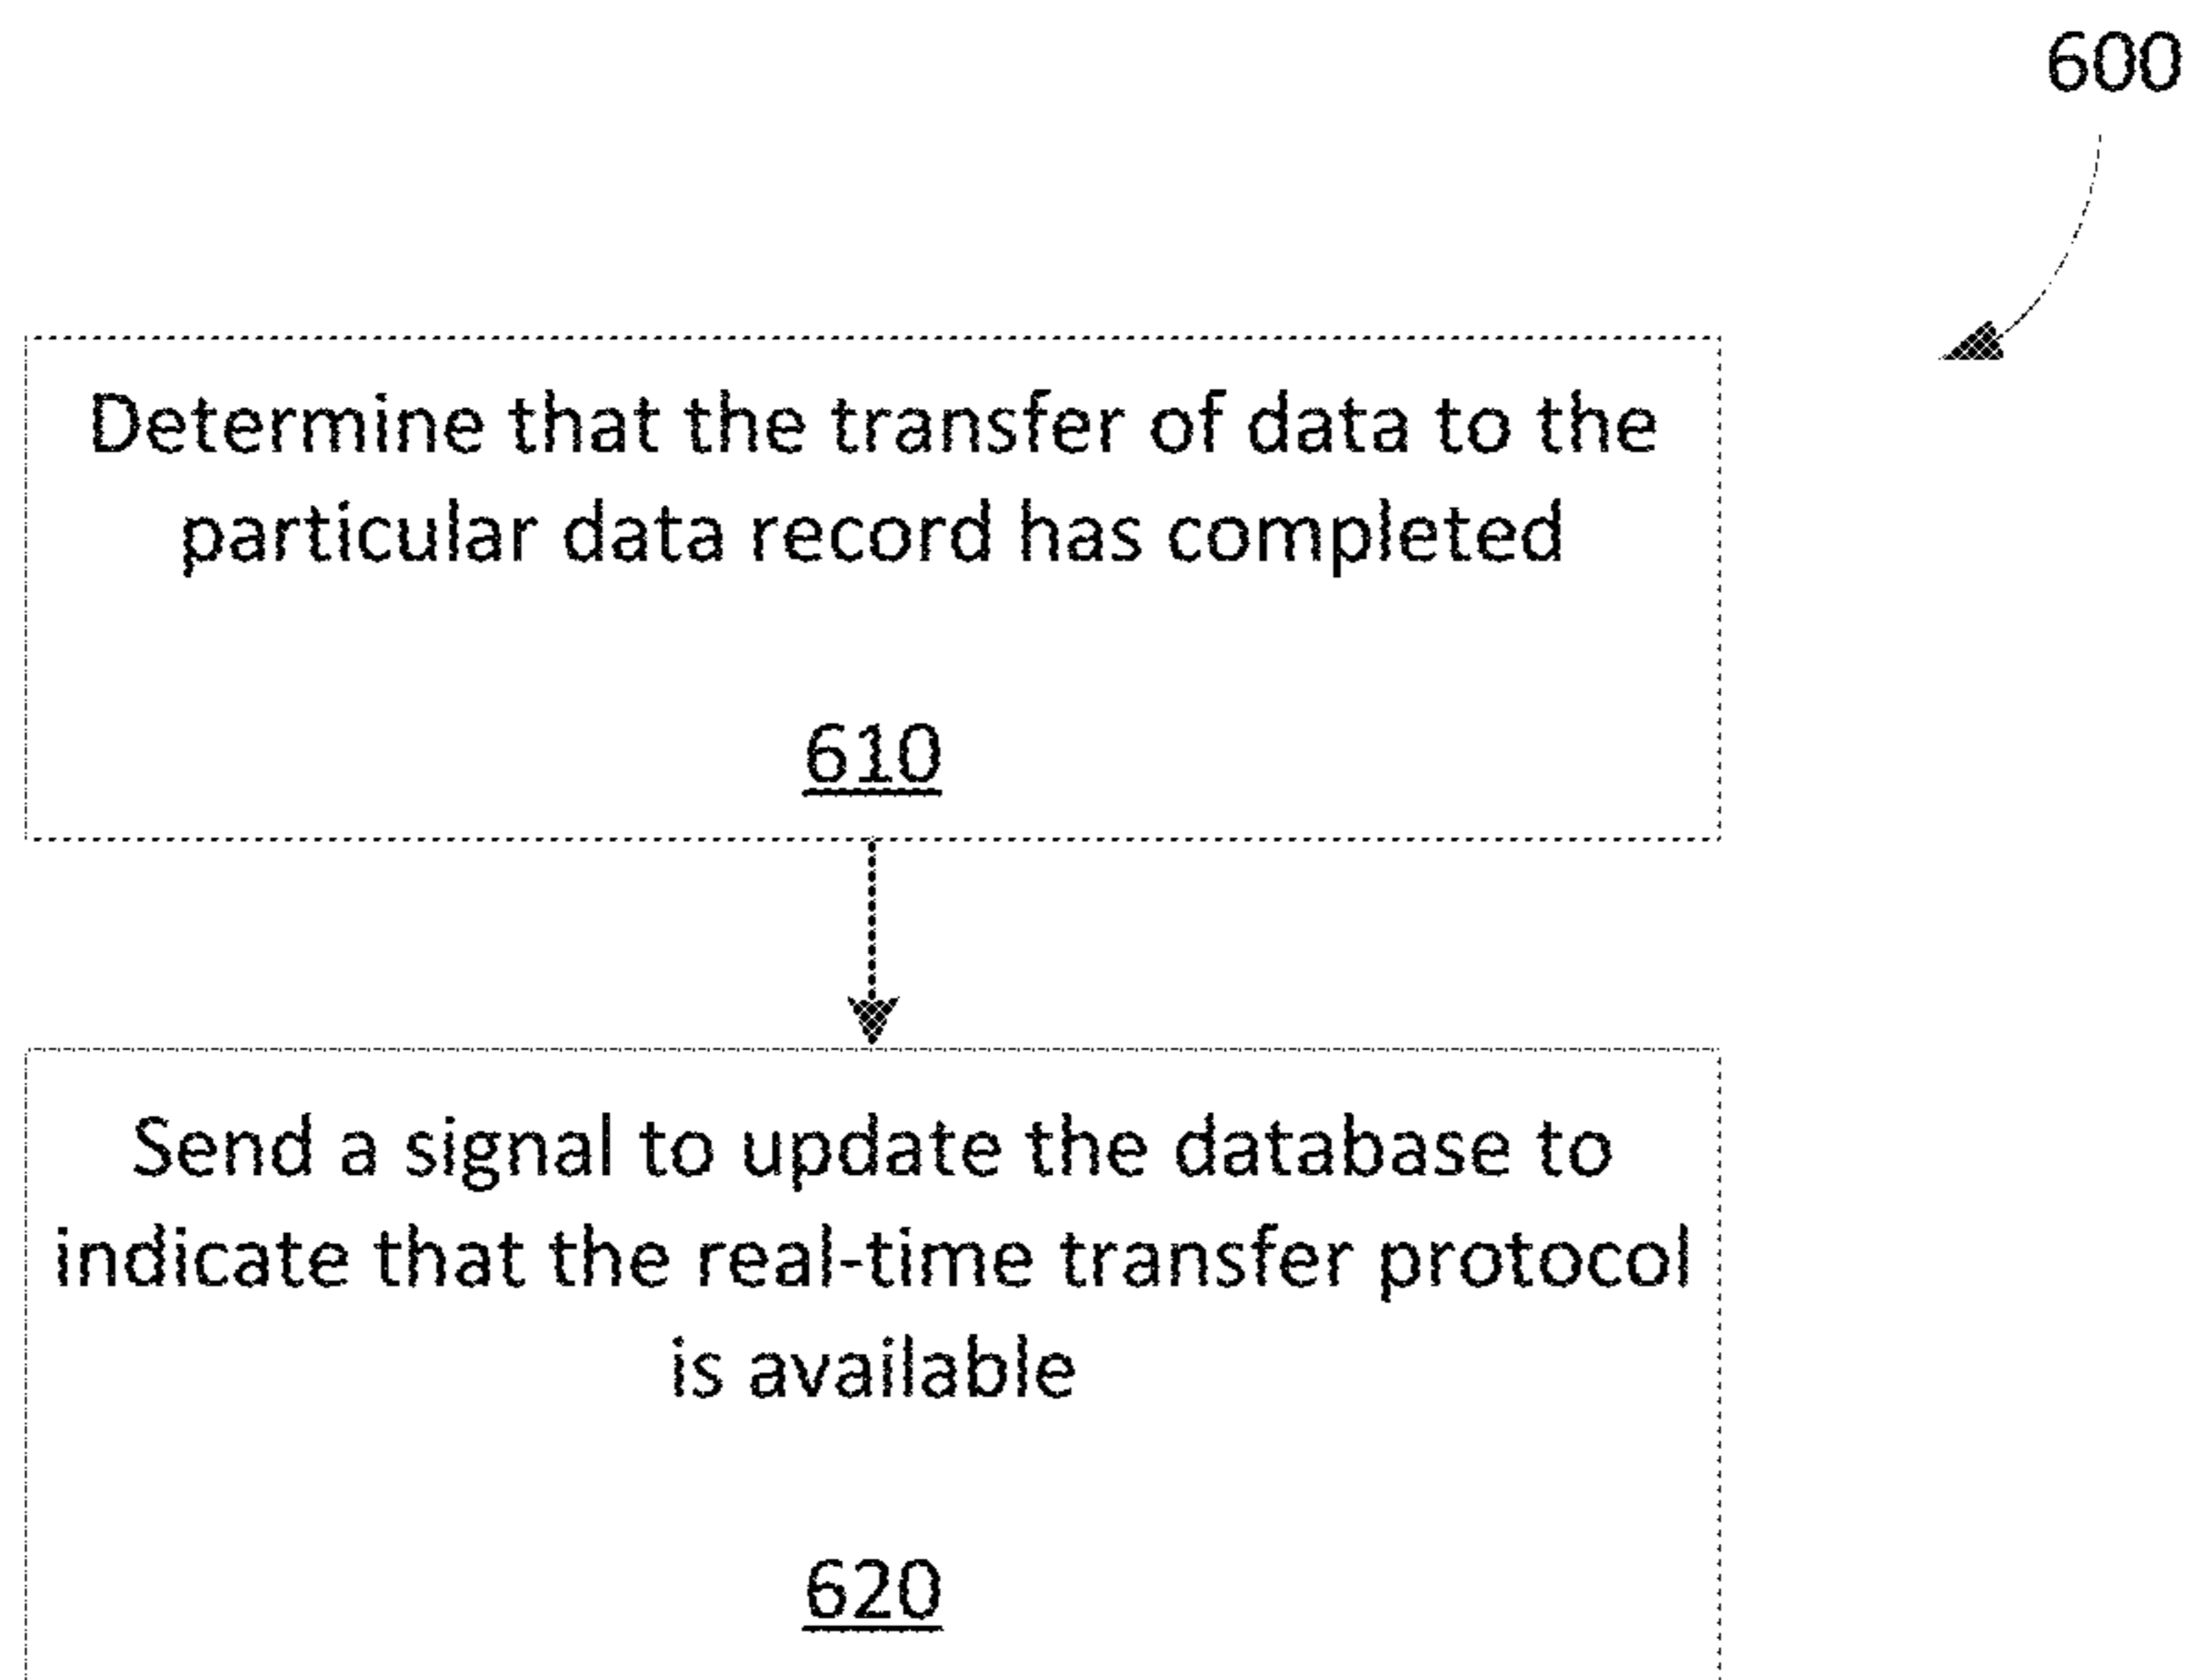 600
Determine that the transfer of data to the
particular data record has completed
610
Send a signal to update the database to
indicate that the real-time transfer protocol
is available
620